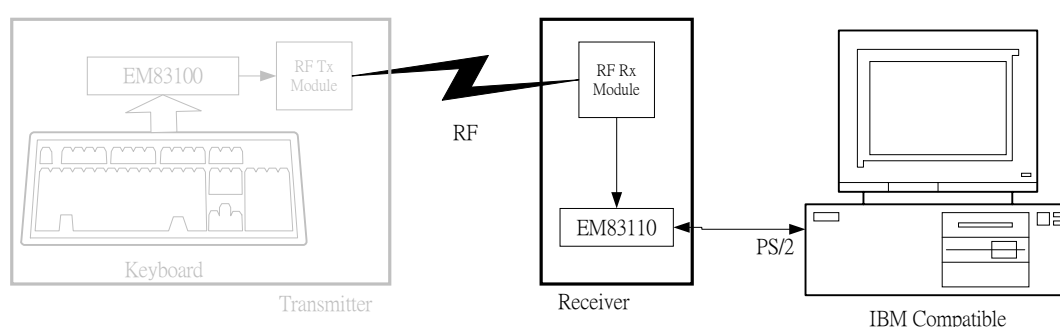 EM83100
RF Tx
Module
Keyboard
Transmitter
RF
RF Rx
Module
EM83110
Receiver
PS/2
IBM Compatible